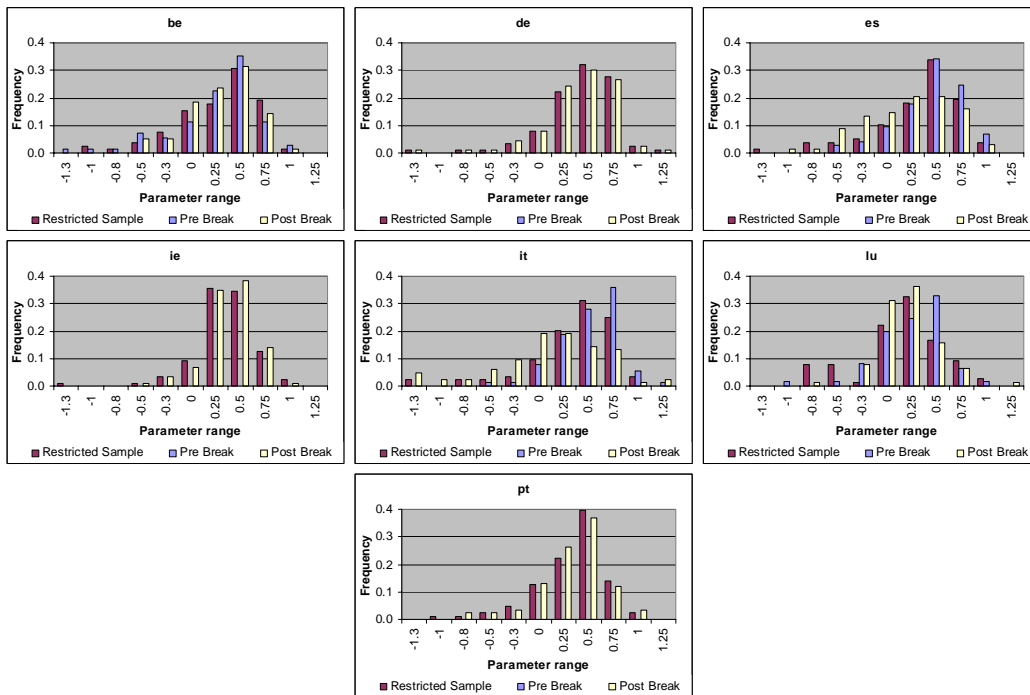 be
0.4
0.3
0.2
0.1
0.0
Frequency
-1.3 -1 -0.8 -0.5 -0.3 0 0.25 0.5 0.75 1 1.25
Parameter range
Restricted Sample Pre Break Post Break
de
0.4
0.3
0.2
0.1
0.0
Frequency
-1.3 -1 -0.8 -0.5 -0.3 0 0.25 0.5 0.75 1 1.25
Parameter range
Restricted Sample Pre Break Post Break
es
0.4
0.3
0.2
0.1
0.0
Frequency
-1.3 -1 -0.8 -0.5 -0.3 0 0.25 0.5 0.75 1 1.25
Parameter range
Restricted Sample Pre Break Post Break
ie
0.4
0.3
0.2
0.1
0.0
Frequency
-1.3 -1 -0.8 -0.5 -0.3 0 0.25 0.5 0.75 1 1.25
Parameter range
Restricted Sample Pre Break Post Break
it
0.4
0.3
0.2
0.1
0.0
Frequency
-1.3 -1 -0.8 -0.5 -0.3 0 0.25 0.5 0.75 1 1.25
Parameter range
Restricted Sample Pre Break Post Break
lu
0.4
0.3
0.2
0.1
0.0
Frequency
-1.3 -1 -0.8 -0.5 -0.3 0 0.25 0.5 0.75 1 1.25
Parameter range
Restricted Sample Pre Break Post Break
pt
0.4
0.3
0.2
0.1
0.0
Frequency
-1.3 -1 -0.8 -0.5 -0.3 0 0.25 0.5 0.75 1 1.25
Parameter range
Restricted Sample Pre Break Post Break